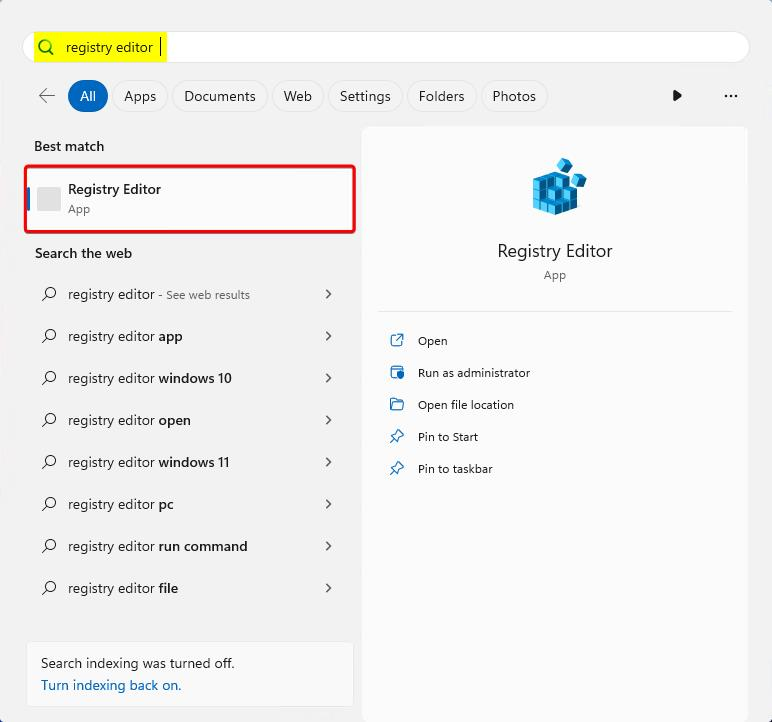 registry editor
All Apps Documents Web Settings Folders Photos
Best match
Registry Editor
App
Search the web
registry editor - See web results
registry editor app
registry editor windows 10
registry editor open
registry editor windows 11
registry editor pc
registry editor run command
registry editor file
Search indexing was turned off.
Turn indexing back on.
Registry Editor
App
Open
Run as administrator
Open file location
Pin to Start
Pin to taskbar